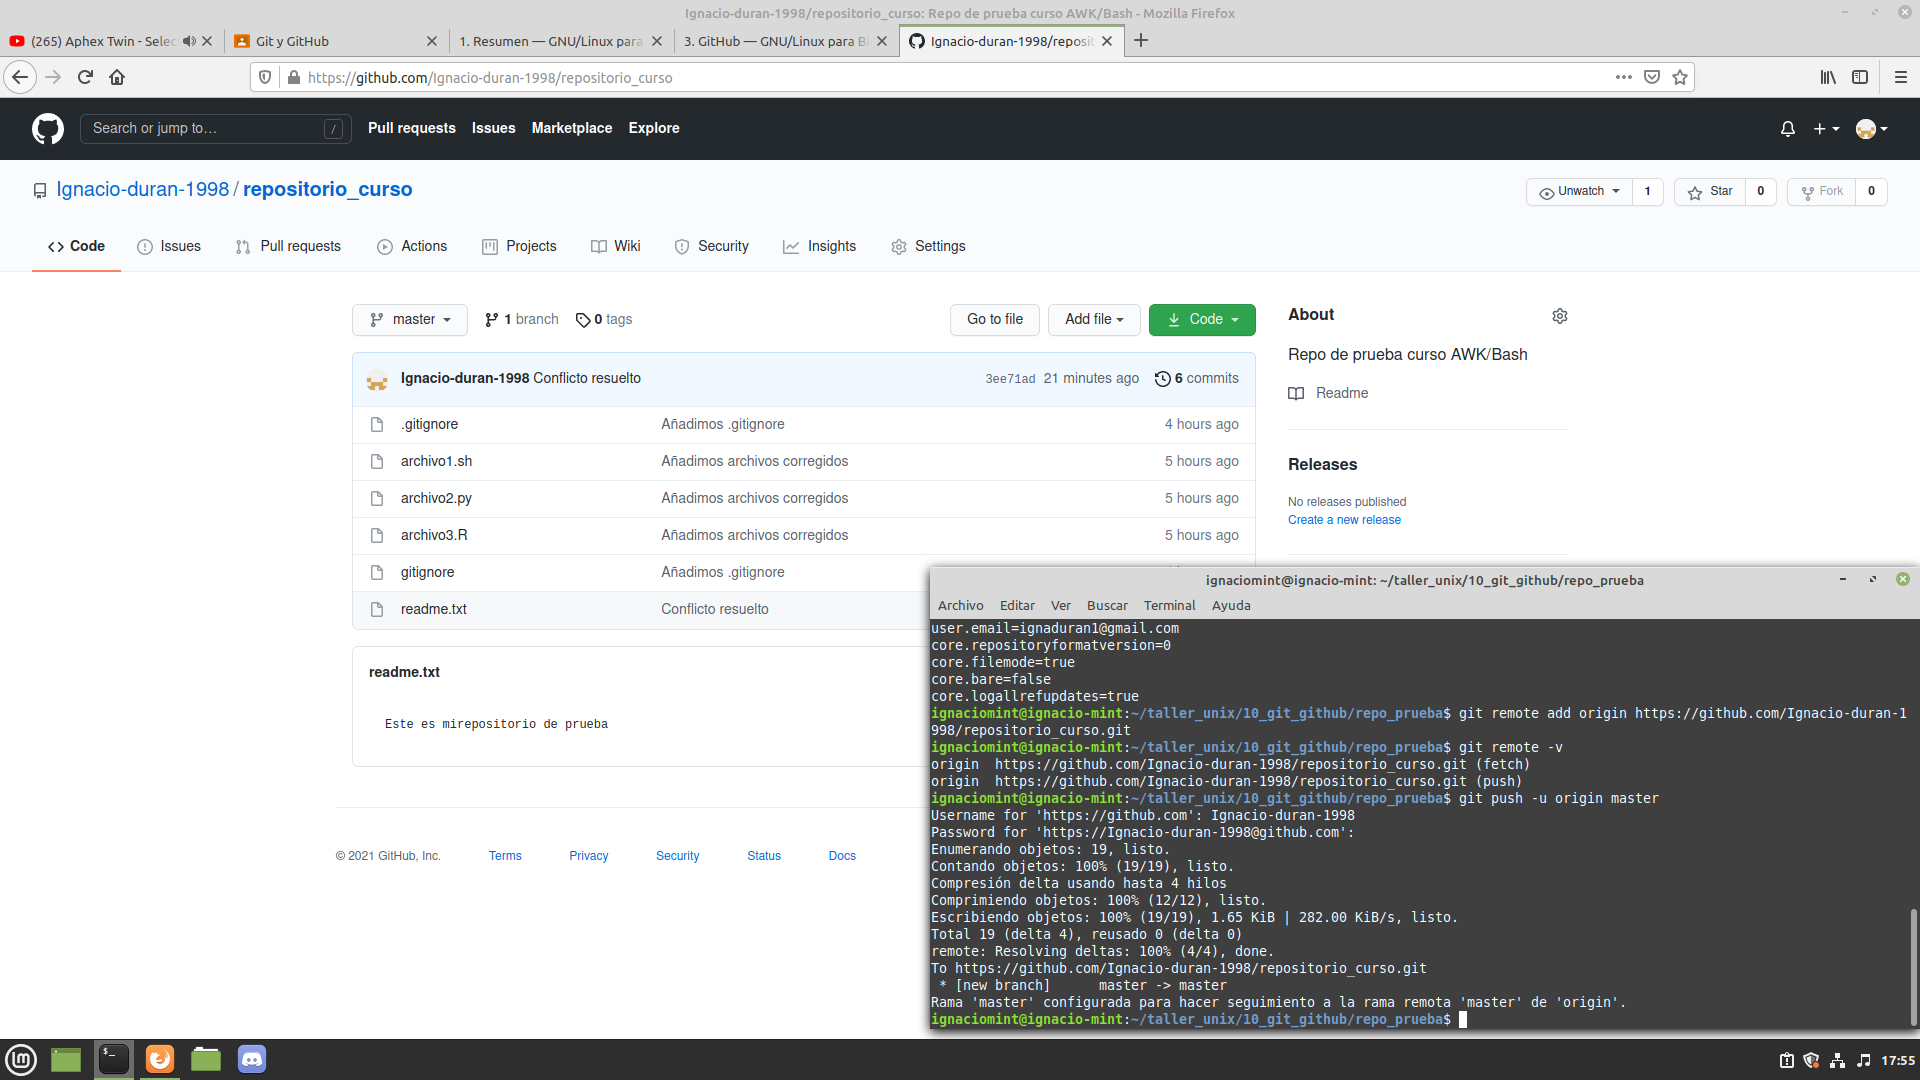 Ignacio-duran-1998/repositorio_curso: Repo de prueba curso AWK/Bash - Mozilla Firefox
(265) Aphex Twin - Selec
Git y GitHub
1. Resumen — GNU/Linux para
3. GitHub — GNU/Linux para B
Ignacio-duran-1998/reposit
https://github.com/Ignacio-duran-1998/repositorio_curso
Search or jump to…
/
Pull requests
Issues
Marketplace
Explore
Ignacio-duran-1998 / repositorio_curso
Unwatch 1
Star 0
Fork 0
Code
Issues
Pull requests
Actions
Projects
Wiki
Security
Insights
Settings
master
1 branch
0 tags
Go to file
Add file
Code
Ignacio-duran-1998 Conflicto resuelto 3ee71ad 21 minutes ago 6 commits
.gitignore Añadimos .gitignore 4 hours ago
archivo1.sh Añadimos archivos corregidos 5 hours ago
archivo2.py Añadimos archivos corregidos 5 hours ago
archivo3.R Añadimos archivos corregidos 5 hours ago
gitignore Añadimos .gitignore
readme.txt Conflicto resuelto
readme.txt
Este es mirepositorio de prueba
About
Repo de prueba curso AWK/Bash
Readme
Releases
No releases published
Create a new release
© 2021 GitHub, Inc.
Terms
Privacy
Security
Status
Docs
ignaciomint@ignacio-mint: ~/taller_unix/10_git_github/repo_prueba
Archivo Editar Ver Buscar Terminal Ayuda
user.email=ignaduran1@gmail.com
core.repositoryformatversion=0
core.filemode=true
core.bare=false
core.logallrefupdates=true
ignaciomint@ignacio-mint:~/taller_unix/10_git_github/repo_prueba$ git remote add origin https://github.com/Ignacio-duran-1
998/repositorio_curso.git
ignaciomint@ignacio-mint:~/taller_unix/10_git_github/repo_prueba$ git remote -v
origin  https://github.com/Ignacio-duran-1998/repositorio_curso.git (fetch)
origin  https://github.com/Ignacio-duran-1998/repositorio_curso.git (push)
ignaciomint@ignacio-mint:~/taller_unix/10_git_github/repo_prueba$ git push -u origin master
Username for 'https://github.com': Ignacio-duran-1998
Password for 'https://Ignacio-duran-1998@github.com':
Enumerando objetos: 19, listo.
Contando objetos: 100% (19/19), listo.
Compresión delta usando hasta 4 hilos
Comprimiendo objetos: 100% (12/12), listo.
Escribiendo objetos: 100% (19/19), 1.65 KiB | 282.00 KiB/s, listo.
Total 19 (delta 4), reusado 0 (delta 0)
remote: Resolving deltas: 100% (4/4), done.
To https://github.com/Ignacio-duran-1998/repositorio_curso.git
 * [new branch]      master -> master
Rama 'master' configurada para hacer seguimiento a la rama remota 'master' de 'origin'.
ignaciomint@ignacio-mint:~/taller_unix/10_git_github/repo_prueba$
17:55